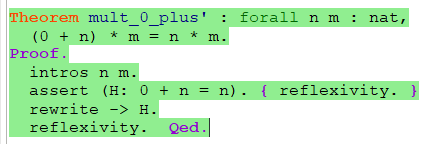 Theorem mult_0_plus' : forall n m : nat,
  (0 + n) * m = n * m.
Proof.
  intros n m.
  assert (H: 0 + n = n). { reflexivity. }
  rewrite -> H.
  reflexivity.  Qed.